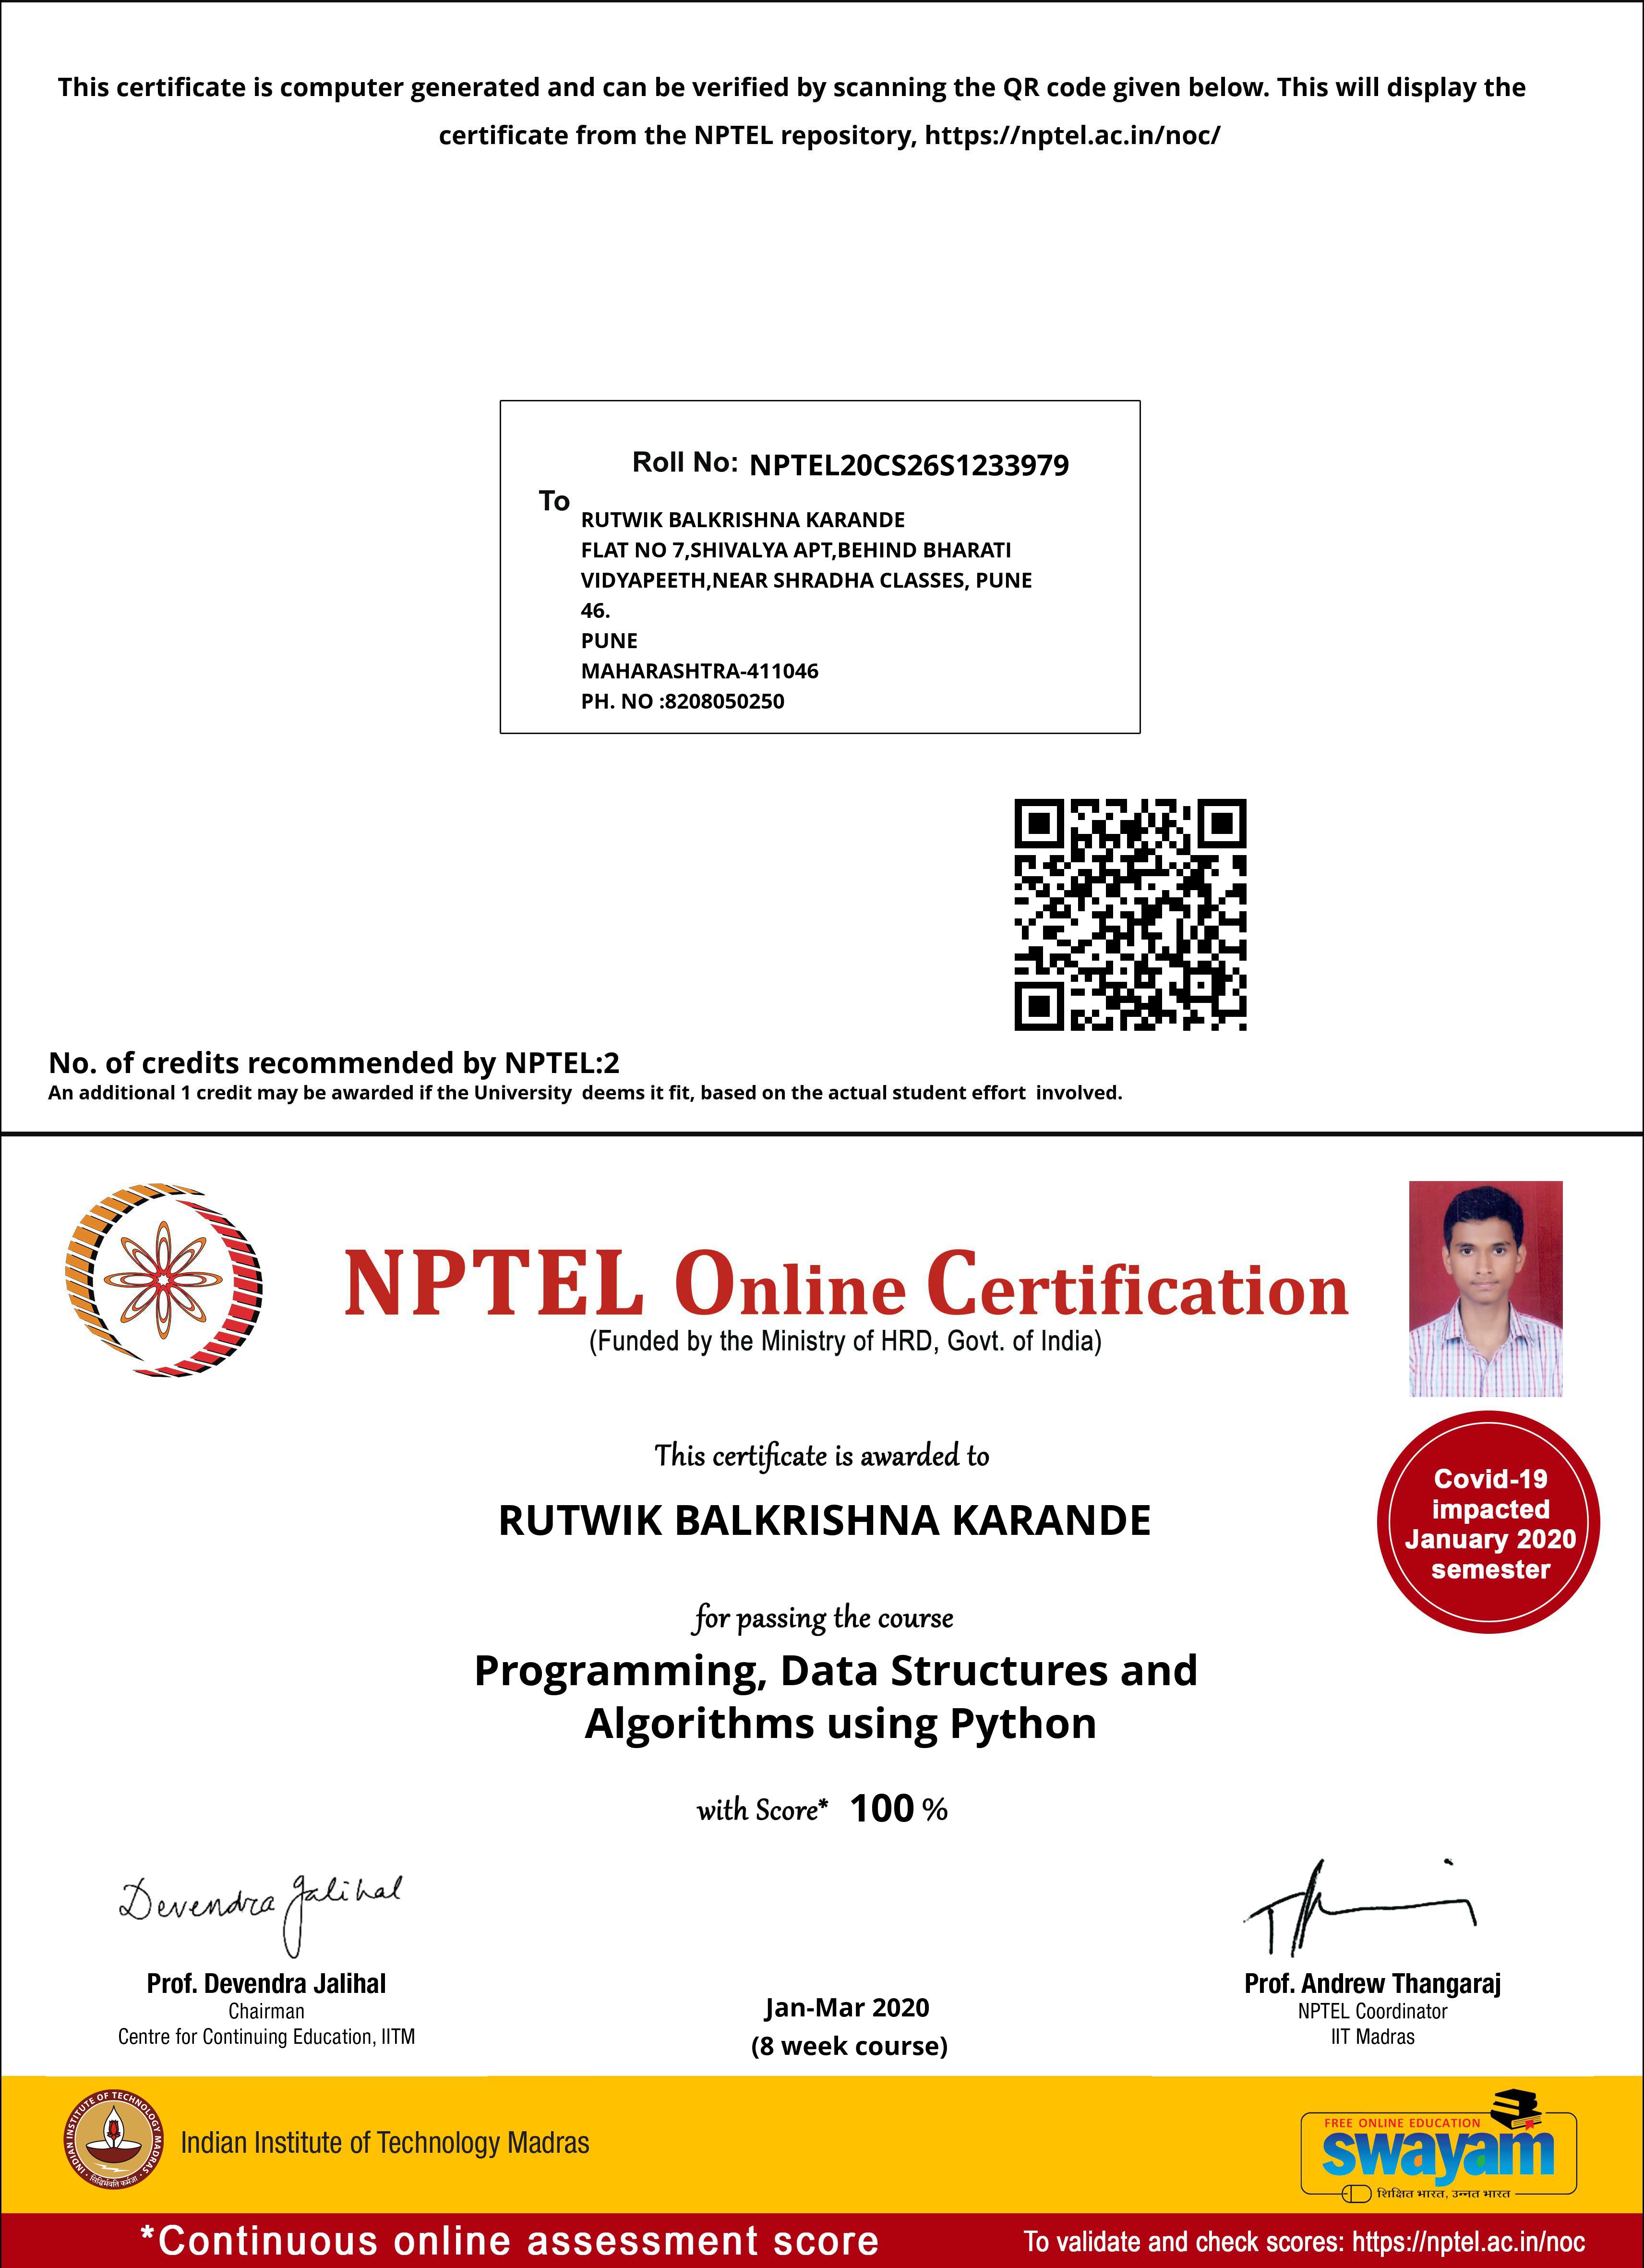 This certificate is computer generated and can be verified by scanning the QR code given below. This will display the
certificate from the NPTEL repository, https://nptel.ac.in/noc/
Roll No: NPTEL20CS26S1233979
To
RUTWIK BALKRISHNA KARANDE
FLAT NO 7,SHIVALYA APT,BEHIND BHARATI
VIDYAPEETH,NEAR SHRADHA CLASSES, PUNE
46.
PUNE
MAHARASHTRA-411046
PH. NO :8208050250
No. of credits recommended by NPTEL:2
An additional 1 credit may be awarded if the University deems it fit, based on the actual student effort involved.
NPTEL Online Certification
(Funded by the Ministry of HRD, Govt. of India)
This certificate is awarded to
RUTWIK BALKRISHNA KARANDE
Covid-19
impacted
January 2020
semester
for passing the course
Programming, Data Structures and
Algorithms using Python
with Score* 100 %
Devendra Jalihal
Prof. Devendra Jalihal
Chairman
Centre for Continuing Education, IITM
Jan-Mar 2020
(8 week course)
Prof. Andrew Thangaraj
NPTEL Coordinator
IIT Madras
INDIAN INSTITUTE OF TECHNOLOGY MADRAS
सिद्धिर्भवति कर्मजा
Indian Institute of Technology Madras
FREE ONLINE EDUCATION
swayam
शिक्षित भारत, उन्नत भारत
*Continuous online assessment score
To validate and check scores: https://nptel.ac.in/noc